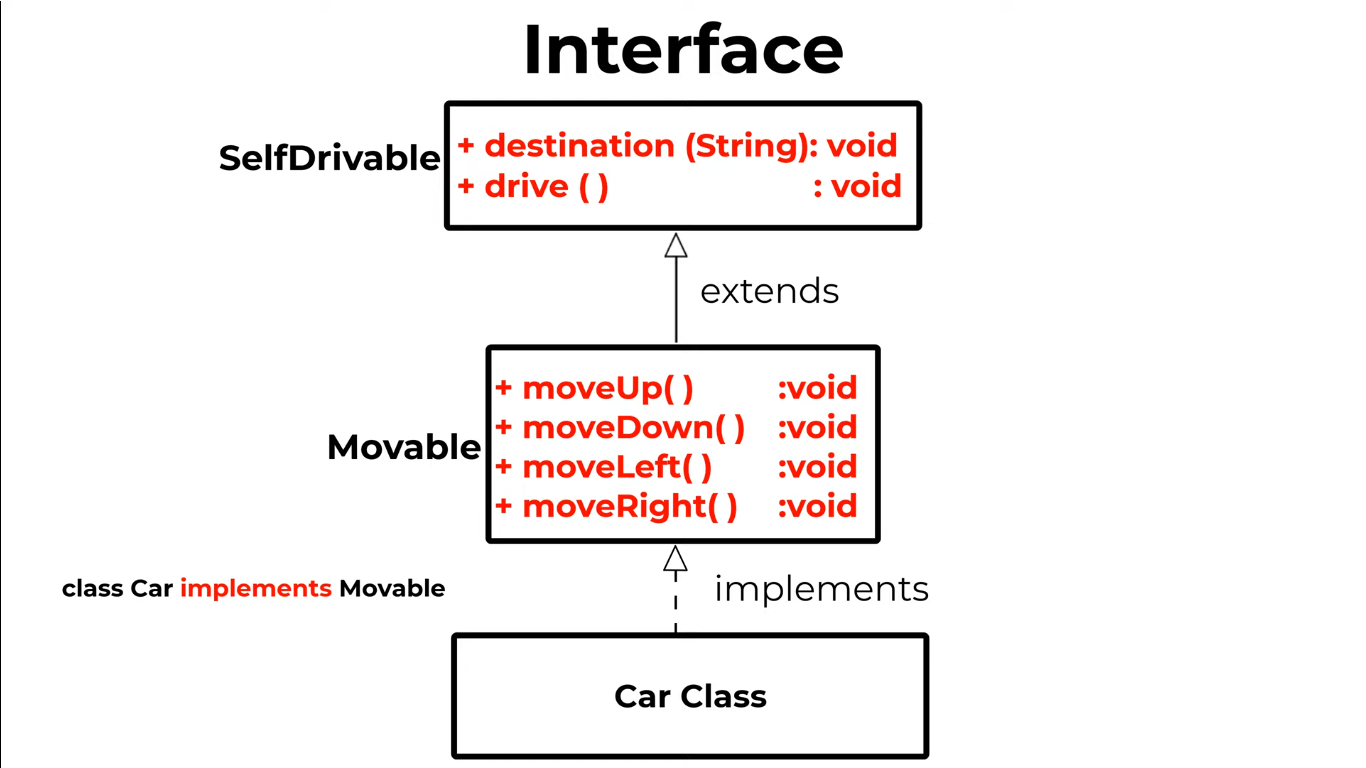 Interface
SelfDrivable
+ destination (String): void
+ drive ( ) : void
extends
Movable
+ moveUp( ) :void
+ moveDown( ) :void
+ moveLeft( ) :void
+ moveRight( ) :void
class Car implements Movable
implements
Car Class